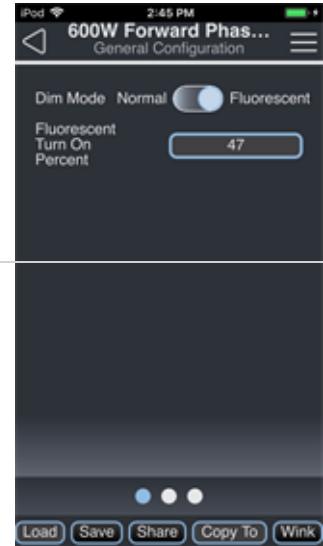 iPod 2:45 PM
600W Forward Phas...
General Configuration
Dim Mode Normal Fluorescent
Fluorescent
Turn On
Percent
47
Load Save Share Copy To Wink